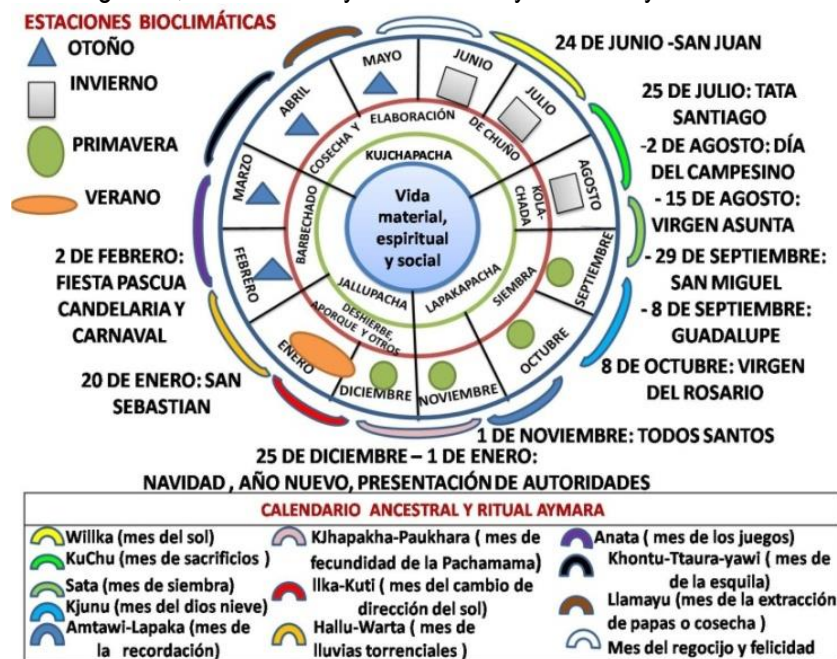 ESTACIONES BIOCLIMÁTICAS
OTOÑO
INVIERNO
PRIMAVERA
VERANO
2 DE FEBRERO:
FIESTA PASCUA
CANDELARIA Y
CARNAVAL
20 DE ENERO: SAN
SEBASTIAN
MAYO
JUNIO
JULIO
AGOSTO
SEPTIEMBRE
OCTUBRE
NOVIEMBRE
DICIEMBRE
ENERO
FEBRERO
MARZO
ABRIL
COSECHA Y ELABORACIÓN DE CHUÑO
KOLA-
CHADA
SIEMBRA
DESHIERBE,
APORQUE Y OTROS
BARBECHADO
KUJCHAPACHA
LAPAKAPACHA
JALLUPACHA
Vida
material,
espiritual
y social
24 DE JUNIO -SAN JUAN
25 DE JULIO: TATA
SANTIAGO
-2 DE AGOSTO: DÍA
DEL CAMPESINO
- 15 DE AGOSTO:
VIRGEN ASUNTA
- 29 DE SEPTIEMBRE:
SAN MIGUEL
- 8 DE SEPTIEMBRE:
GUADALUPE
8 DE OCTUBRE: VIRGEN
DEL ROSARIO
1 DE NOVIEMBRE: TODOS SANTOS
25 DE DICIEMBRE – 1 DE ENERO:
NAVIDAD , AÑO NUEVO, PRESENTACIÓN DE AUTORIDADES
CALENDARIO ANCESTRAL Y RITUAL AYMARA
Willka (mes del sol)
KuChu (mes de sacrificios )
Sata (mes de siembra)
Kjunu (mes del dios nieve)
Amtawi-Lapaka (mes de
la recordación)
KJhapakha-Paukhara ( mes de
fecundidad de la Pachamama)
Ilka-Kuti ( mes del cambio de
dirección del sol)
Hallu-Warta ( mes de
lluvias torrenciales )
Anata ( mes de los juegos)
Khontu-Ttaura-yawi ( mes de
de la esquila)
Llamayu (mes de la extracción
de papas o cosecha )
Mes del regocijo y felicidad